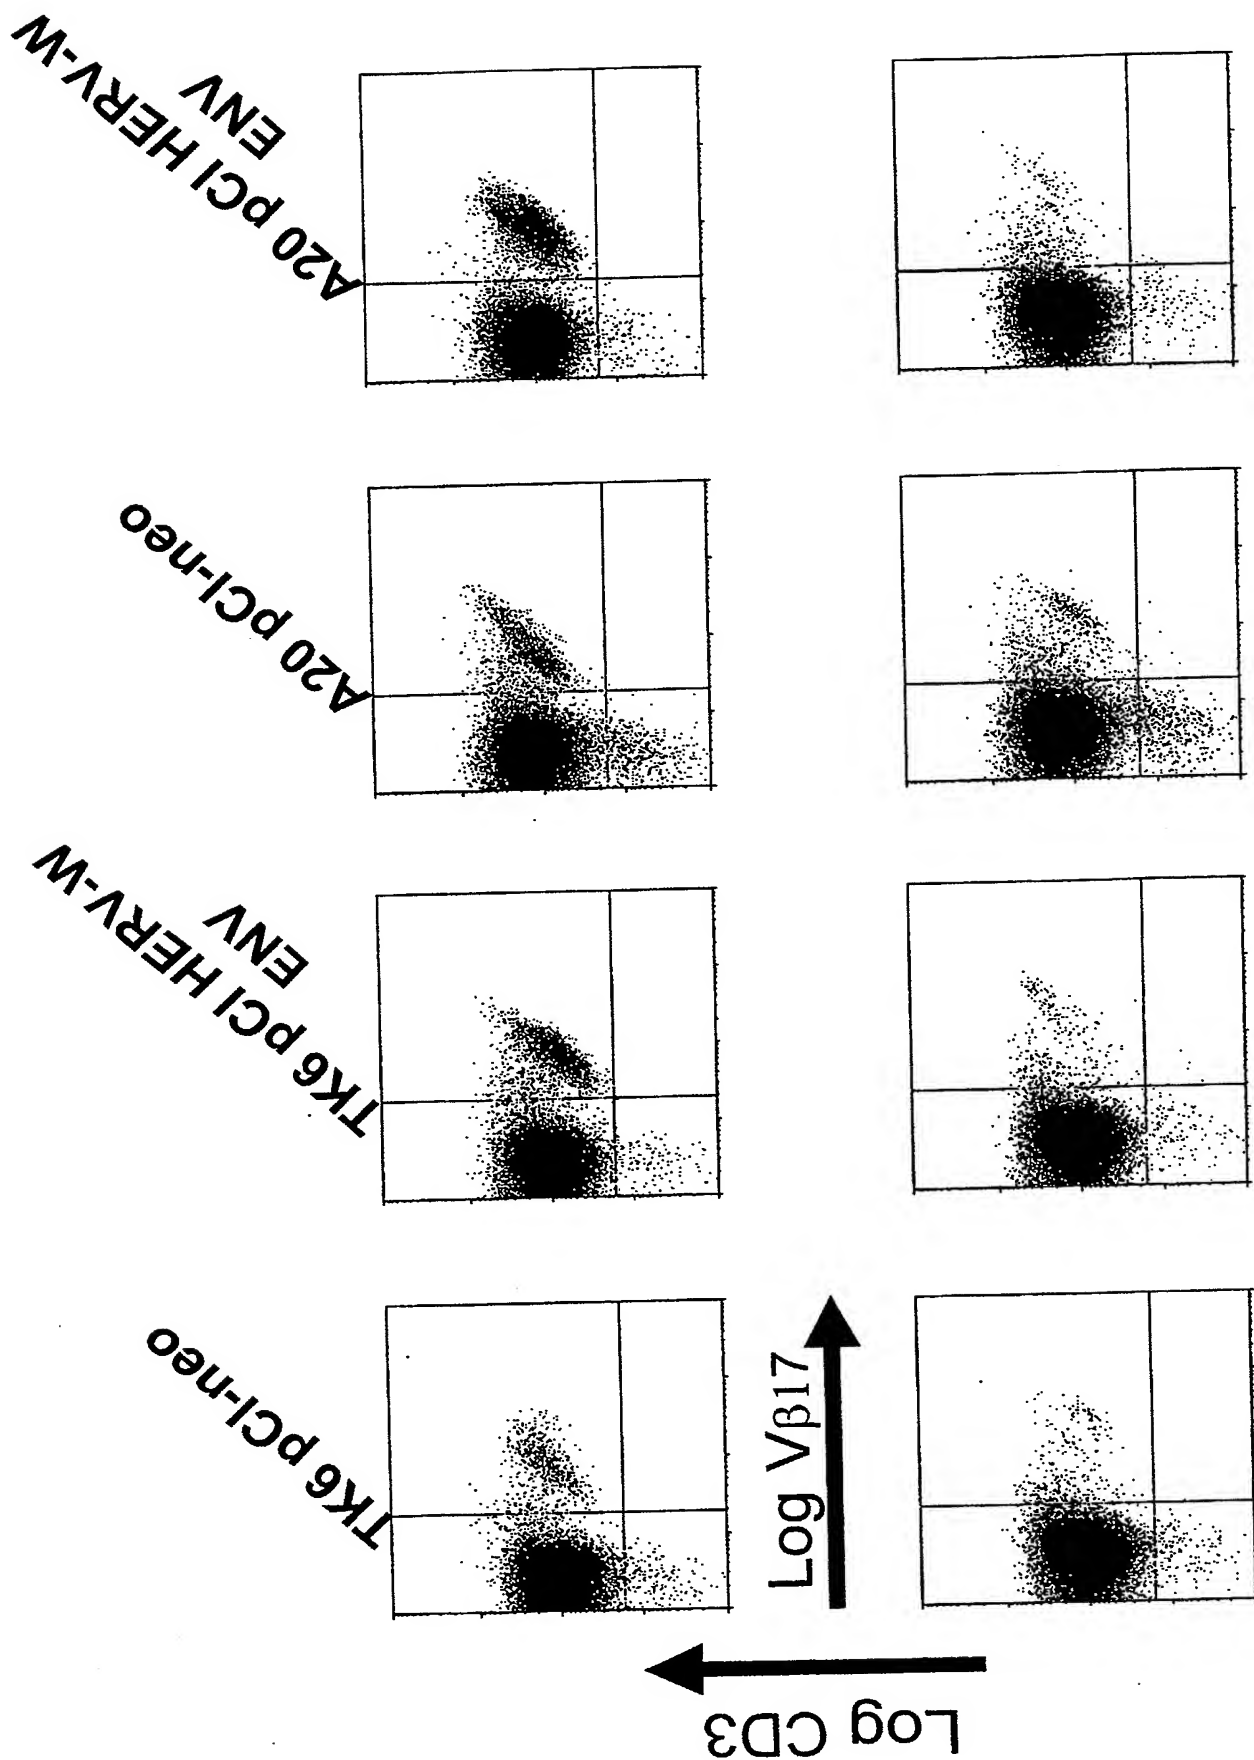 TK6 pCI-neo
TK6 pCI HERV-W
ENV
A20 pCI-neo
A20 pCI HERV-W
ENV
Log Vβ17
Log CD3